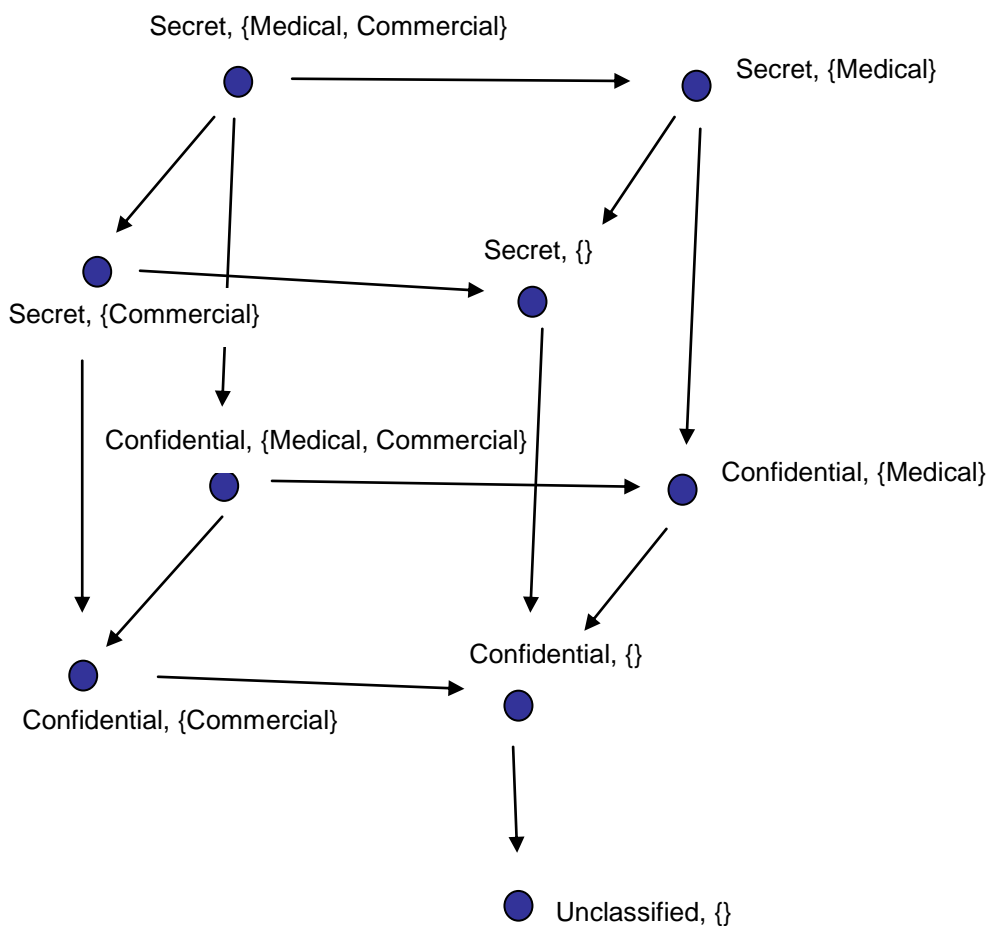 Secret, {Medical, Commercial}
Secret, {Medical}
Secret, {}
Secret, {Commercial}
Confidential, {Medical, Commercial}
Confidential, {Medical}
Confidential, {}
Confidential, {Commercial}
Unclassified, {}